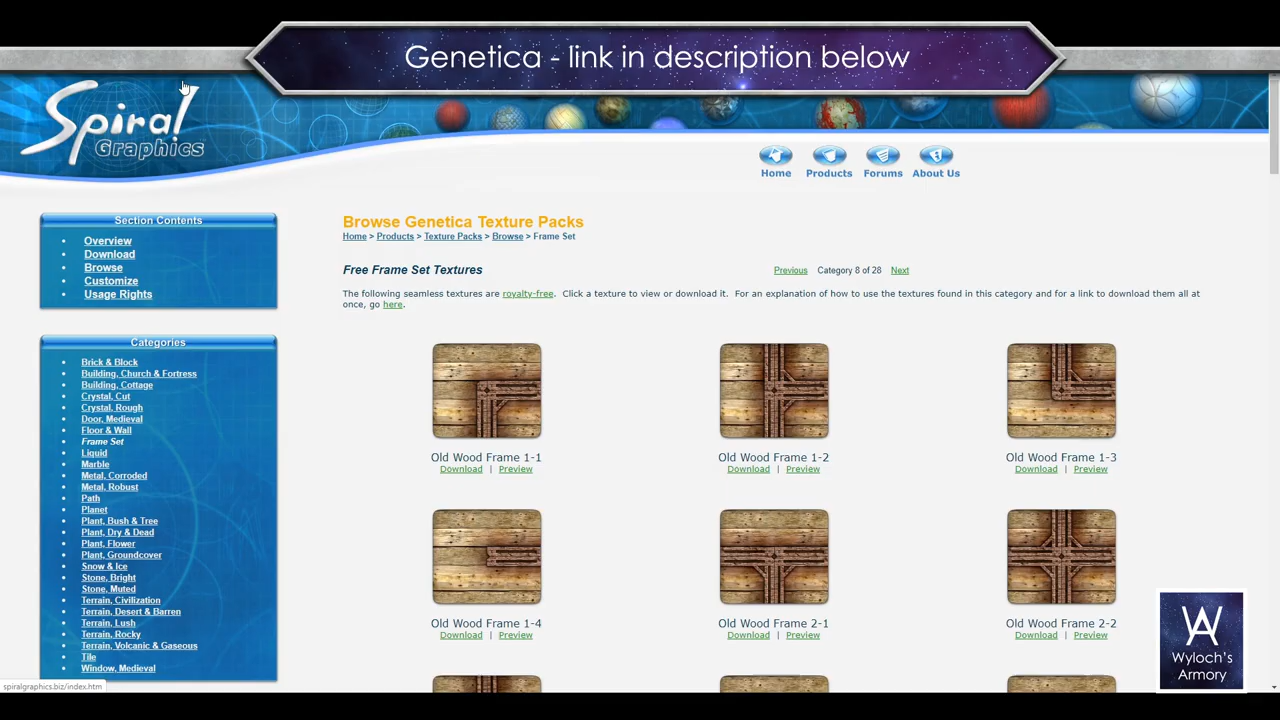 Genetica - link in description below
Spiral
Graphics
Home
Products
Forums
About Us
Section Contents
Overview
Download
Browse
Customize
Usage Rights
Categories
Brick & Block
Building, Church & Fortress
Building, Cottage
Crystal, Cut
Crystal, Rough
Door, Medieval
Floor & Wall
Frame Set
Liquid
Marble
Metal, Corroded
Metal, Robust
Path
Planet
Plant, Bush & Tree
Plant, Dry & Dead
Plant, Flower
Plant, Groundcover
Snow & Ice
Stone, Bright
Stone, Muted
Terrain, Civilization
Terrain, Desert & Barren
Terrain, Lush
Terrain, Rocky
Terrain, Volcanic & Gaseous
Tile
Window, Medieval
Browse Genetica Texture Packs
Home > Products > Texture Packs > Browse > Frame Set
Free Frame Set Textures
Previous Category 8 of 28 Next
The following seamless textures are royalty-free. Click a texture to view or download it. For an explanation of how to use the textures found in this category and for a link to download them all at
once, go here.
Old Wood Frame 1-1
Download | Preview
Old Wood Frame 1-2
Download | Preview
Old Wood Frame 1-3
Download | Preview
Old Wood Frame 1-4
Download | Preview
Old Wood Frame 2-1
Download | Preview
Old Wood Frame 2-2
Download | Preview
spiralgraphics.biz/index.htm
WA
Wyloch's
Armory